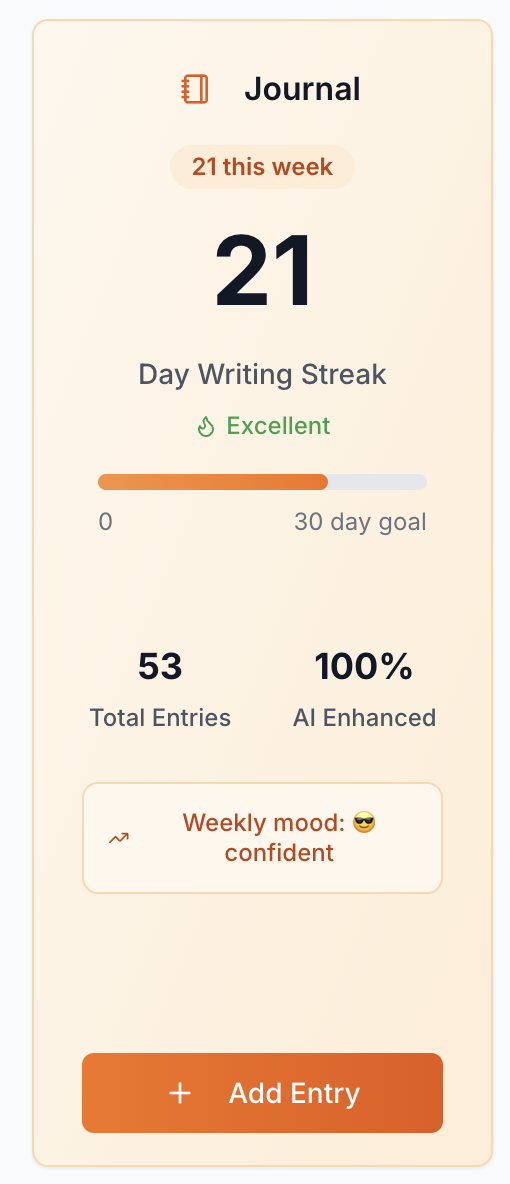 Journal
21 this week
21
Day Writing Streak
Excellent
0 30 day goal
53 100%
Total Entries AI Enhanced
Weekly mood: 😎
confident
Add Entry